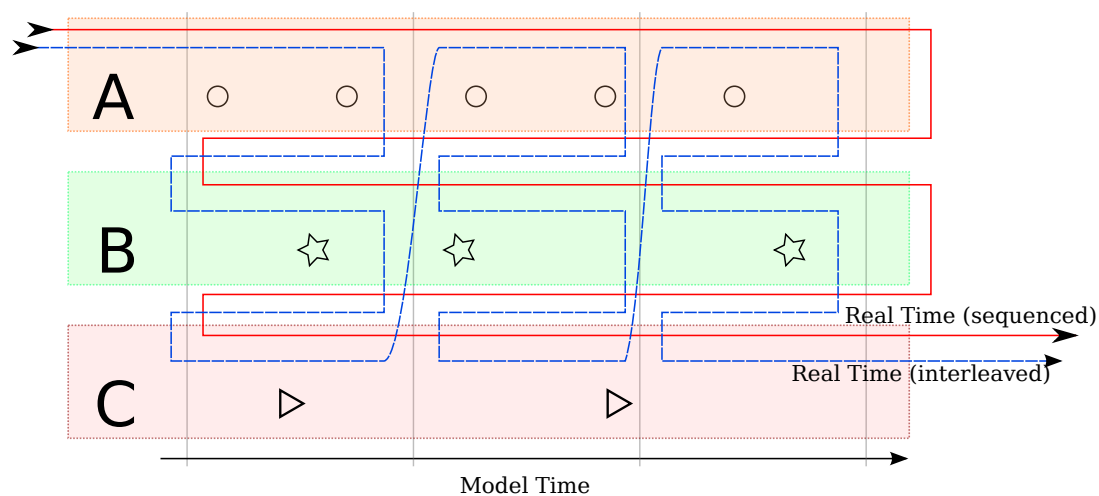 A
B
Real Time (sequenced)
Real Time (interleaved)
C
Model Time